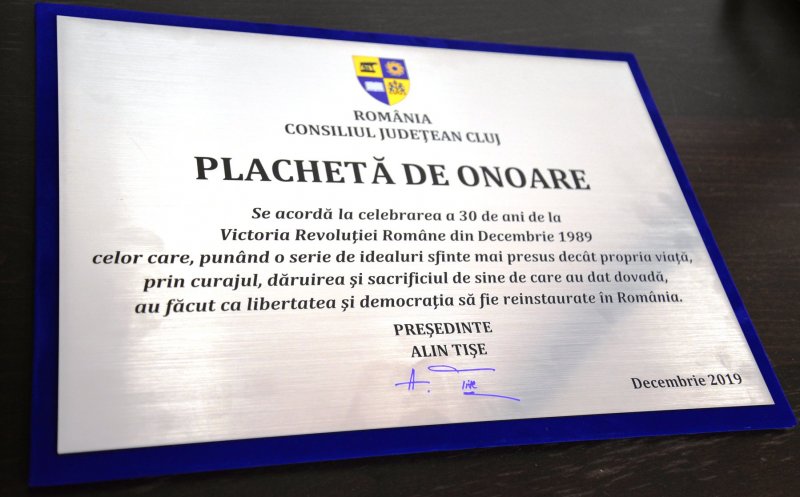 ROMÂNIA
CONSILIUL JUDEȚEAN CLUJ
PLACHETĂ DE ONOARE
Se acordă la celebrarea a 30 de ani de la
Victoria Revoluției Române din Decembrie 1989
celor care, punând o serie de idealuri sfinte mai presus decât propria viață,
prin curajul, dăruirea și sacrificiul de sine de care au dat dovadă,
au făcut ca libertatea și democrația să fie reinstaurate în România.
PREȘEDINTE
ALIN TIȘE
A. Tișe
Decembrie 2019